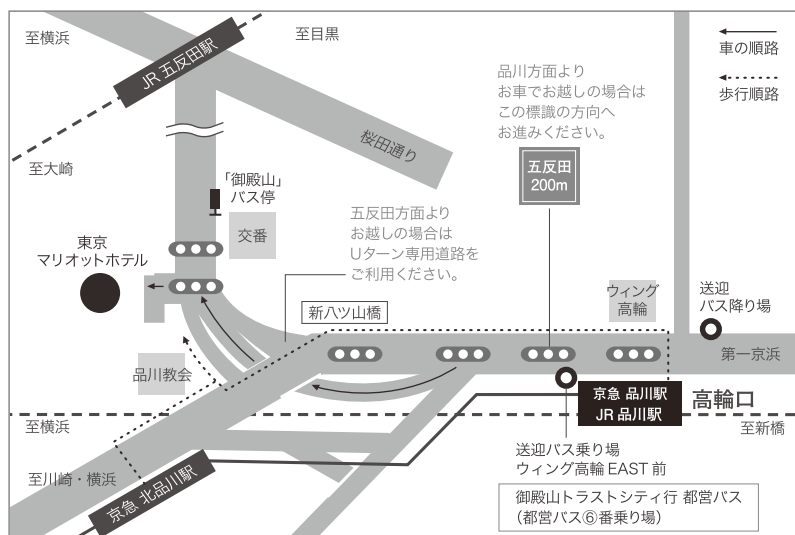 至横浜
JR 五反田駅
至目黒
車の順路
歩行順路
品川方面より
お車でお越しの場合は
この標識の方向へ
お進みください。
桜田通り
至大崎
五反田
200m
「御殿山」
バス停
交番
五反田方面より
お越しの場合は
Uターン専用道路を
ご利用ください。
東京
マリオットホテル
新八ツ山橋
ウィング
高輪
送迎
バス降り場
第一京浜
品川教会
京急 品川駅
JR 品川駅
高輪口
至横浜
至新橋
送迎バス乗り場
ウィング高輪 EAST 前
至川崎・横浜
京急 北品川駅
御殿山トラストシティ行 都営バス
（都営バス⑥番乗り場）